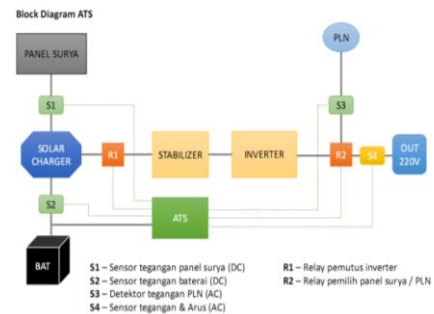 Block Diagram ATS
PANEL SURYA
PLN
S1
S3
SOLAR
CHARGER
R1
STABILIZER
INVERTER
R2
S4
OUT
220V
S2
ATS
BAT
S1 – Sensor tegangan panel surya (DC)
S2 – Sensor tegangan baterai (DC)
S3 – Detektor tegangan PLN (AC)
S4 – Sensor tegangan & Arus (AC)
R1 – Relay pemutus inverter
R2 – Relay pemilih panel surya / PLN